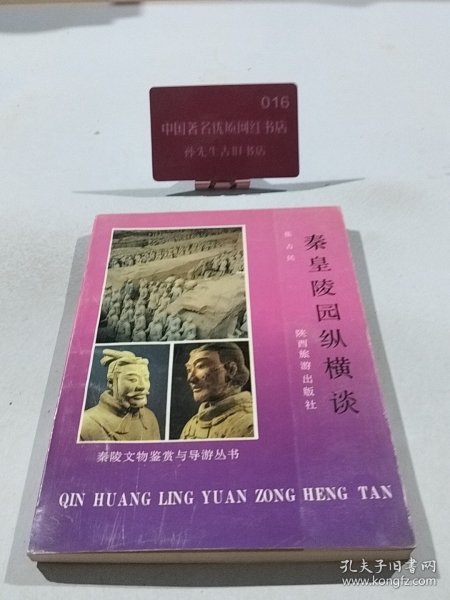 016
中国著名优质网红书店
孙先生古旧书店
秦皇陵园纵横谈
张占民
陕西旅游出版社
秦陵文物鉴赏与导游丛书
QIN HUANG LING YUAN ZONG HENG TAN
孔夫子旧书网
www.kongfz.com